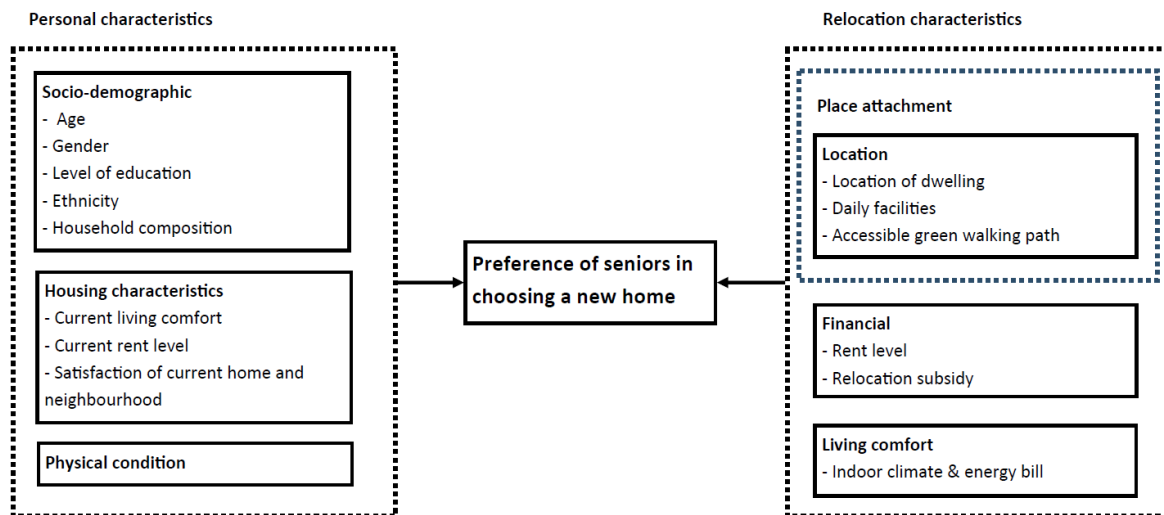 Personal characteristics
Socio-demographic
- Age
- Gender
- Level of education
- Ethnicity
- Household composition
Housing characteristics
- Current living comfort
- Current rent level
- Satisfaction of current home and
neighbourhood
Physical condition
Preference of seniors in
choosing a new home
Relocation characteristics
Place attachment
Location
- Location of dwelling
- Daily facilities
- Accessible green walking path
Financial
- Rent level
- Relocation subsidy
Living comfort
- Indoor climate & energy bill